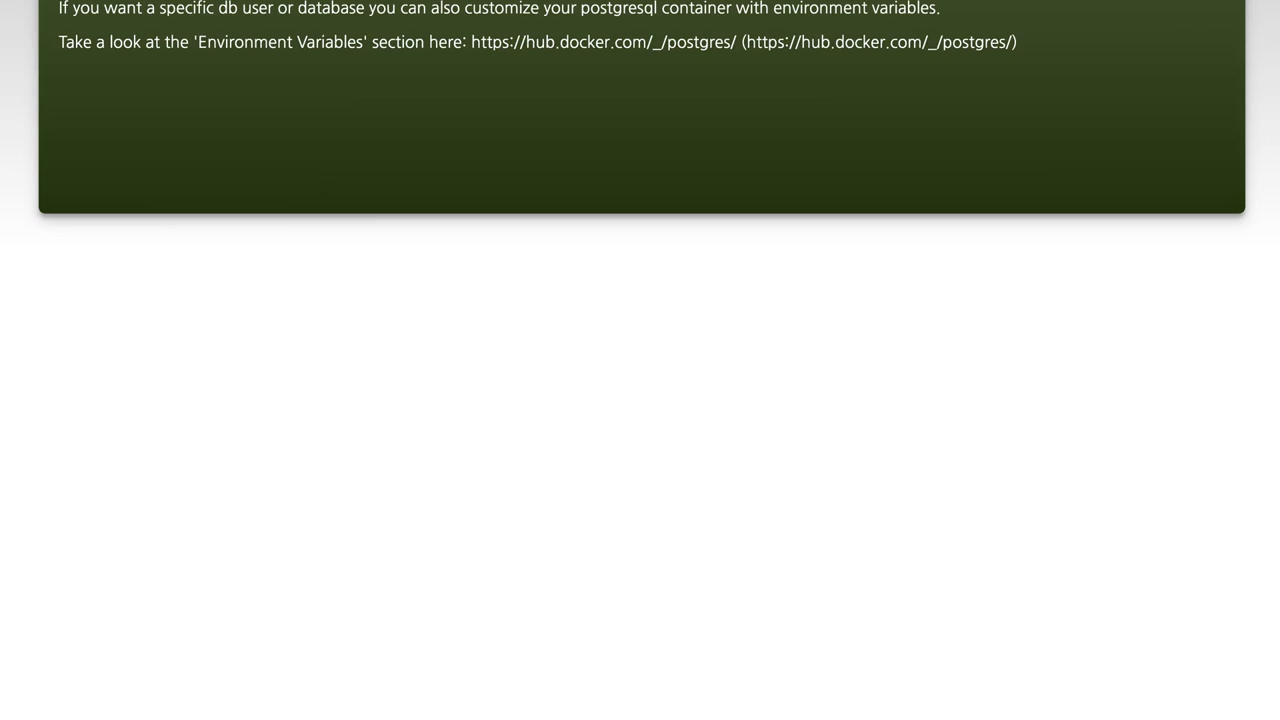 If you want a specific db user or database you can also customize your postgresql container with environment variables.
Take a look at the 'Environment Variables' section here: https://hub.docker.com/_/postgres/ (https://hub.docker.com/_/postgres/)